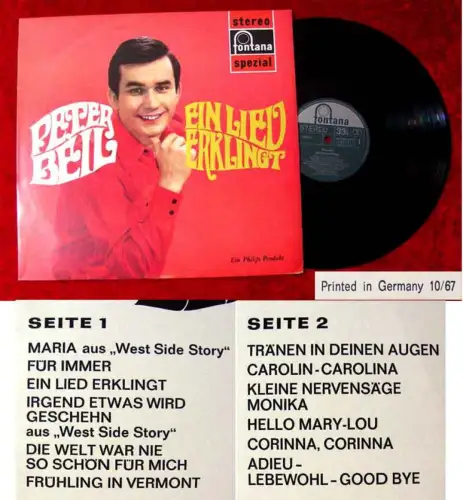 stereo
fontana
spezial
PETER
BEIL
EIN LIED
ERKLINGT
Ein Philips Produkt
fontana
STEREO
33
1
Printed in Germany 10/67
SEITE 1
MARIA aus „West Side Story"
FÜR IMMER
EIN LIED ERKLINGT
IRGEND ETWAS WIRD
GESCHEHN
aus „West Side Story"
DIE WELT WAR NIE
SO SCHÖN FÜR MICH
FRÜHLING IN VERMONT
SEITE 2
TRÄNEN IN DEINEN AUGEN
CAROLIN-CAROLINA
KLEINE NERVENSÄGE
MONIKA
HELLO MARY-LOU
CORINNA, CORINNA
ADIEU –
LEBEWOHL – GOOD BYE